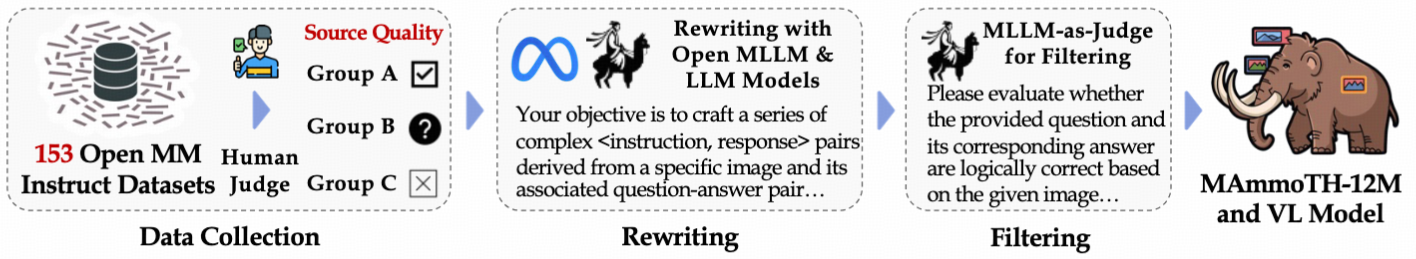 153 Open MM
Instruct Datasets
Human
Judge
Source Quality
Group A
Group B
?
Group C
Data Collection
Rewriting with
Open MLLM &
LLM Models
Your objective is to craft a series of
complex <instruction, response> pairs
derived from a specific image and its
associated question-answer pair…
Rewriting
MLLM-as-Judge
for Filtering
Please evaluate whether
the provided question and
its corresponding answer
are logically correct based
on the given image…
Filtering
MAmmoTH-12M
and VL Model